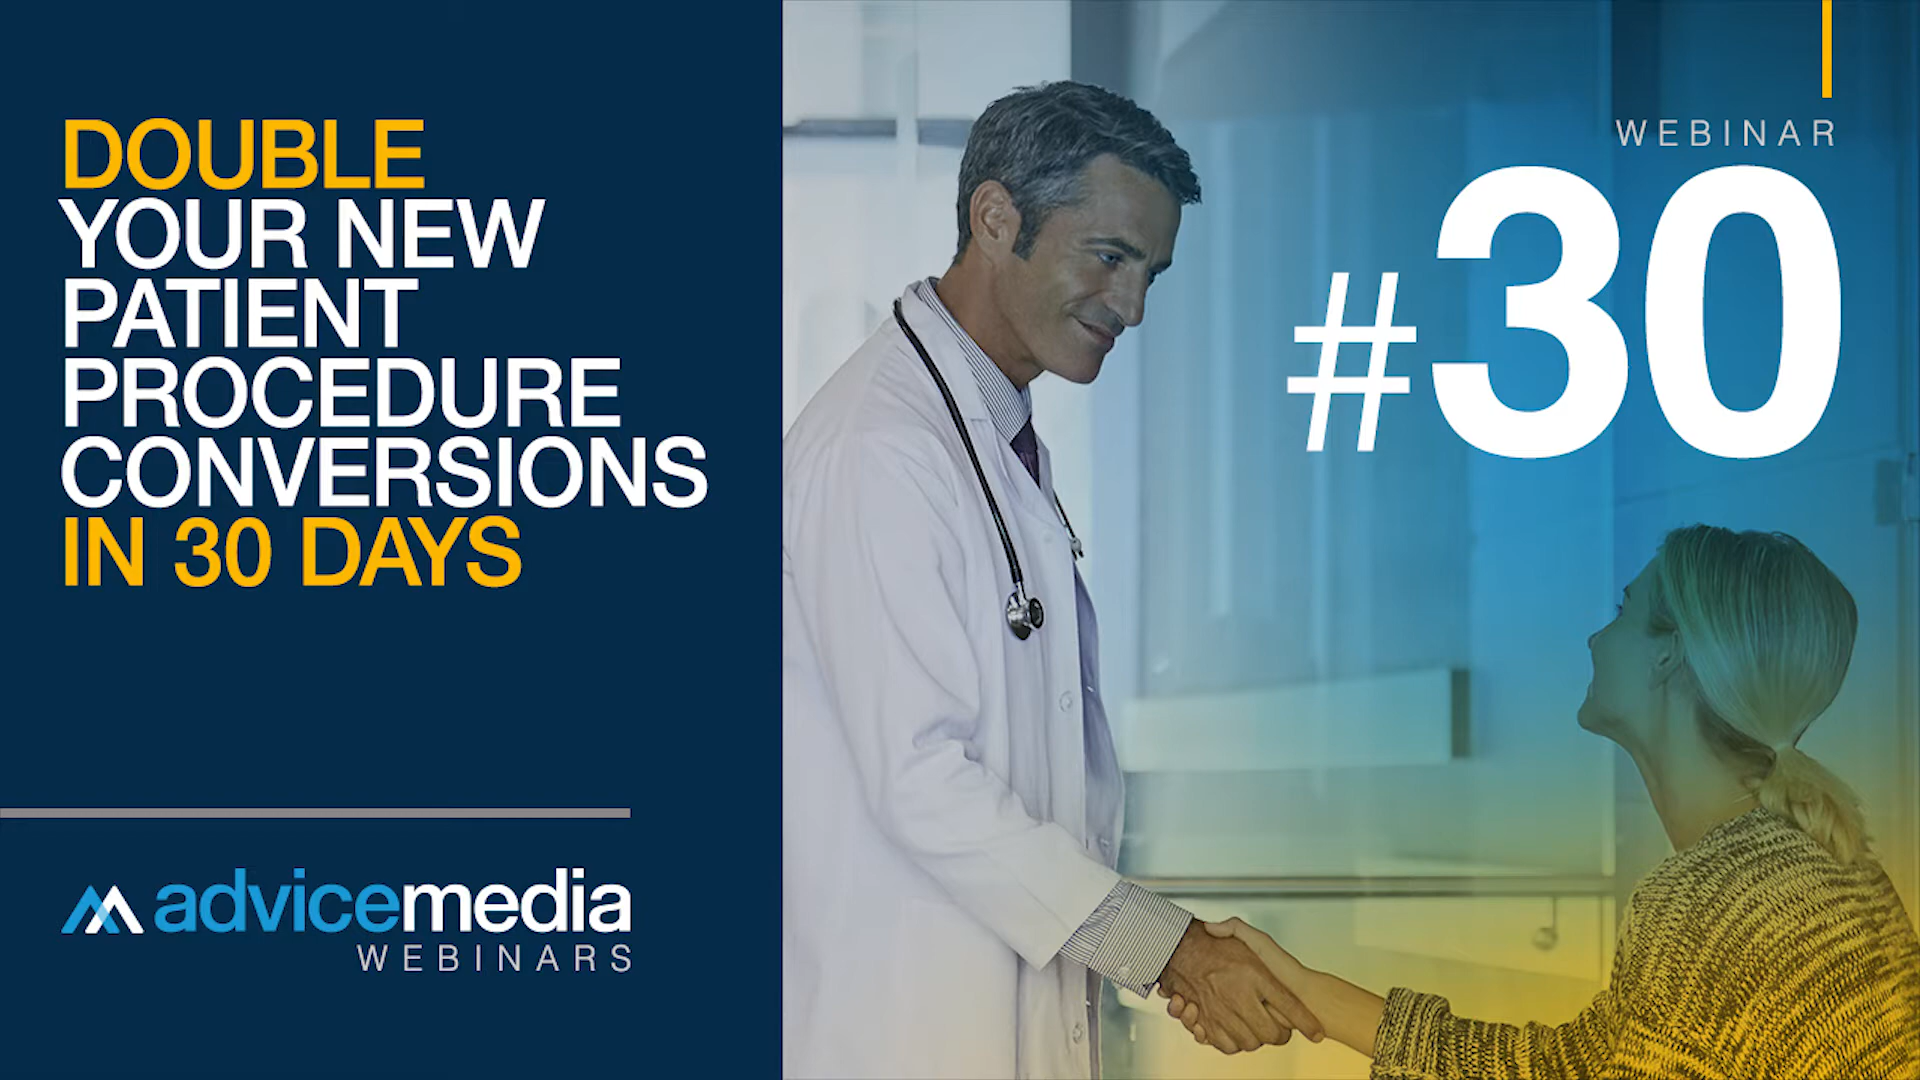 DOUBLE
YOUR NEW
PATIENT
PROCEDURE
CONVERSIONS
IN 30 DAYS
advicemedia
WEBINARS
WEBINAR
#30